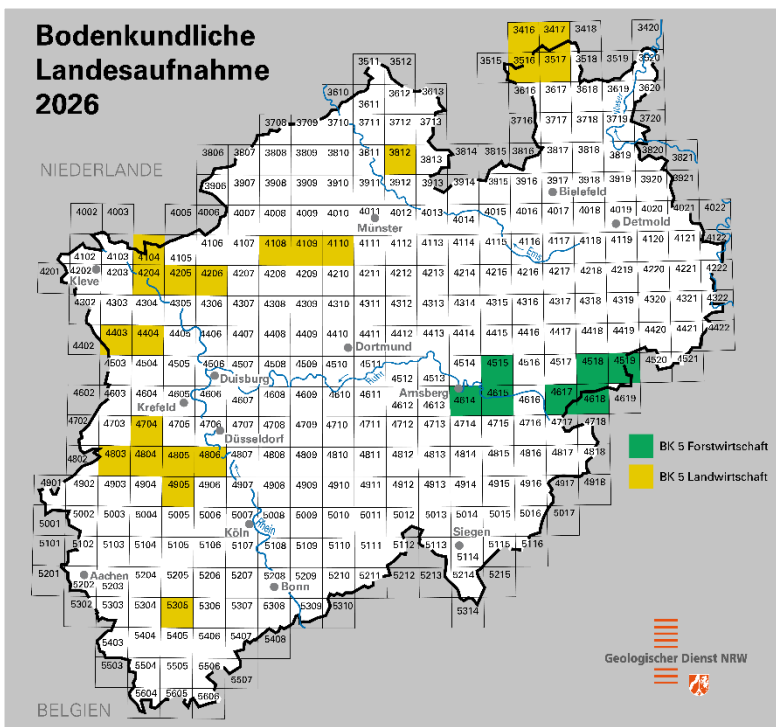 Bodenkundliche
Landesaufnahme
2026
3416 3417 3418 3420
3511 3512 3515 3516 3517 3518 3519 3520
3610 3611 3612 3613 3616 3617 3618 3619 3620
3708 3709 3710 3711 3712 3713 3716 3717 3718 3719 3720
Weser
3806 3807 3808 3809 3810 3811 3812 3813 3814 3815 3816 3817 3818 3819 3820 3821
NIEDERLANDE
3906 3907 3908 3909 3910 3911 3912 3913 3914 3915 3916 3917 3918 3919 3920 3921
Bielefeld
4002 4003 4005 4006 4007 4008 4009 4010 4011 4012 4013 4014 4015 4016 4017 4018 4019 4020 4021 4022
Münster
Detmold
4102 4103 4104 4105 4106 4107 4108 4109 4110 4111 4112 4113 4114 4115 4116 4117 4118 4119 4120 4121 4122
Ems
4201 4202 4203 4204 4205 4206 4207 4208 4209 4210 4211 4212 4213 4214 4215 4216 4217 4218 4219 4220 4221 4222
Kleve
4302 4303 4304 4305 4306 4307 4308 4309 4310 4311 4312 4313 4314 4315 4316 4317 4318 4319 4320 4321 4322
4402 4403 4404 4405 4406 4407 4408 4409 4410 4411 4412 4413 4414 4415 4416 4417 4418 4419 4420 4421 4422
Dortmund
4503 4504 4505 4506 4507 4508 4509 4510 4511 4512 4513 4514 4515 4516 4517 4518 4519 4520 4521
Duisburg
Ruhr
Arnsberg
4602 4603 4604 4605 4606 4607 4608 4609 4610 4611 4612 4613 4614 4615 4616 4617 4618 4619
Krefeld
4702 4703 4704 4705 4706 4707 4708 4709 4710 4711 4712 4713 4714 4715 4716 4717 4718
Düsseldorf
BK 5 Forstwirtschaft
4802 4803 4804 4805 4806 4807 4808 4809 4810 4811 4812 4813 4814 4815 4816 4817 4818
BK 5 Landwirtschaft
4901 4902 4903 4904 4905 4906 4907 4908 4909 4910 4911 4912 4913 4914 4915 4916 4917 4918
5001 5002 5003 5004 5005 5006 5007 5008 5009 5010 5011 5012 5013 5014 5015 5016 5017
Köln
Rhein
Siegen
5101 5102 5103 5104 5105 5106 5107 5108 5109 5110 5111 5112 5113 5114 5115 5116
Aachen
5201 5202 5203 5204 5205 5206 5207 5208 5209 5210 5211 5212 5213 5214 5215
Bonn
5302 5303 5304 5305 5306 5307 5308 5309 5310 5314
5403 5404 5405 5406 5407 5408
Geologischer Dienst NRW
5503 5504 5505 5506 5507
5604 5605 5606
BELGIEN